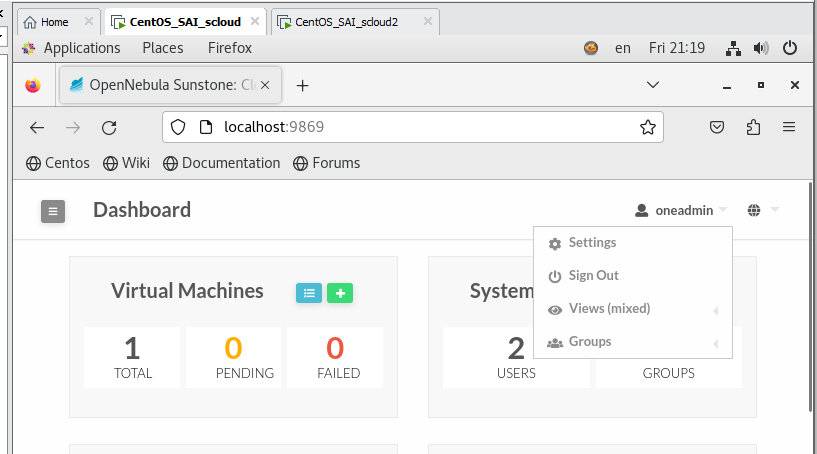 Home CentOS_SAI_scloud CentOS_SAI_scloud2
Applications Places Firefox en Fri 21:19
OpenNebula Sunstone: Clo
localhost:9869
Centos Wiki Documentation Forums
Dashboard oneadmin
Settings
Sign Out
Views (mixed)
Groups
Virtual Machines System
1 0 0 2
TOTAL PENDING FAILED USERS GROUPS